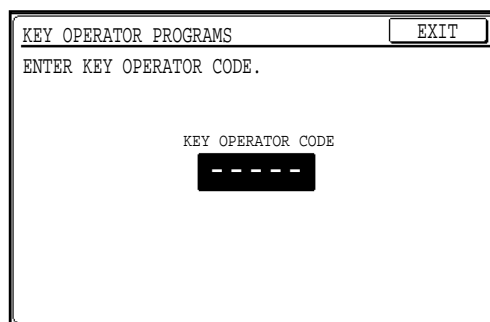 KEY OPERATOR PROGRAMS
EXIT
ENTER KEY OPERATOR CODE.
KEY OPERATOR CODE
-----